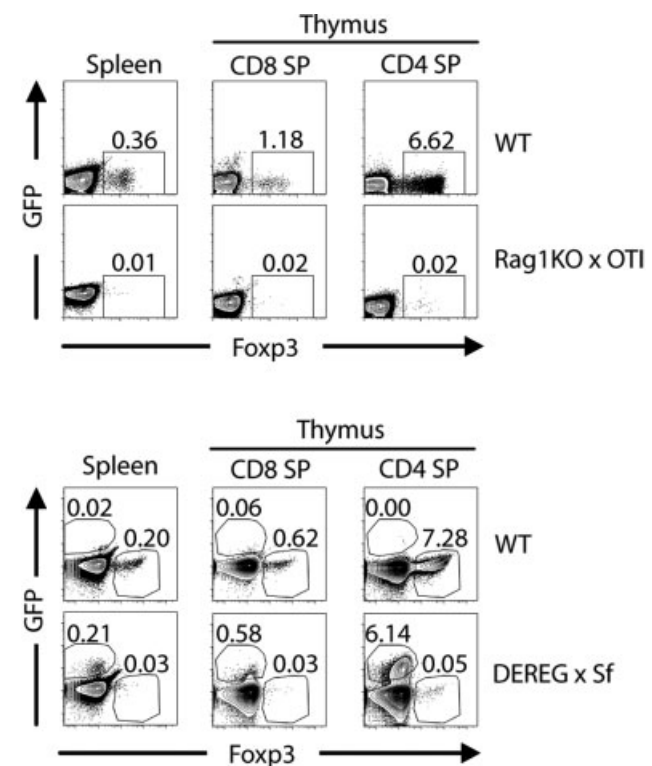 Thymus
Spleen CD8 SP CD4 SP
0.36 1.18 6.62 WT
GFP
0.01 0.02 0.02 Rag1KO x OTI
Foxp3
Thymus
Spleen CD8 SP CD4 SP
0.02 0.06 0.00
0.20 0.62 7.28 WT
GFP
0.21 0.58 6.14
0.03 0.03 0.05 DEREG x Sf
Foxp3